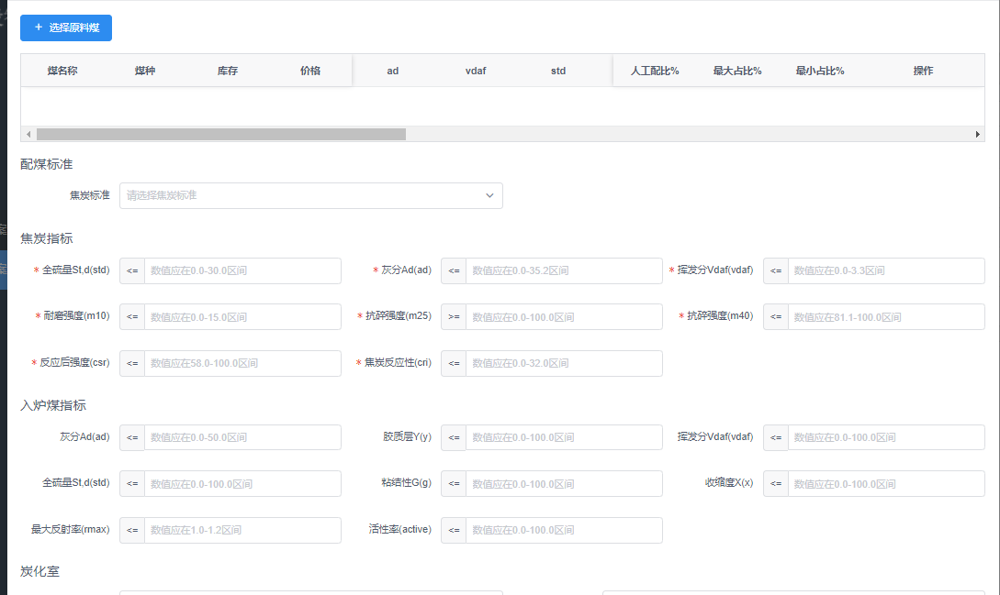 + 选择原料煤
煤名称 煤种 库存 价格 ad vdaf std 人工配比% 最大占比% 最小占比% 操作
配煤标准
焦炭标准 请选择焦炭标准
焦炭指标
* 全硫量St,d(std) <= 数值应在0.0-30.0区间 * 灰分Ad(ad) <= 数值应在0.0-35.2区间 * 挥发分Vdaf(vdaf) <= 数值应在0.0-3.3区间
* 耐磨强度(m10) <= 数值应在0.0-15.0区间 * 抗碎强度(m25) >= 数值应在0.0-100.0区间 * 抗碎强度(m40) <= 数值应在81.1-100.0区间
* 反应后强度(csr) <= 数值应在58.0-100.0区间 * 焦炭反应性(cri) <= 数值应在0.0-32.0区间
入炉煤指标
灰分Ad(ad) <= 数值应在0.0-50.0区间 胶质层Y(y) <= 数值应在0.0-100.0区间 挥发分Vdaf(vdaf) <= 数值应在0.0-100.0区间
全硫量St,d(std) <= 数值应在0.0-100.0区间 粘结性G(g) <= 数值应在0.0-100.0区间 收缩度X(x) <= 数值应在0.0-100.0区间
最大反射率(rmax) <= 数值应在1.0-1.2区间 活性率(active) <= 数值应在0.0-100.0区间
炭化室